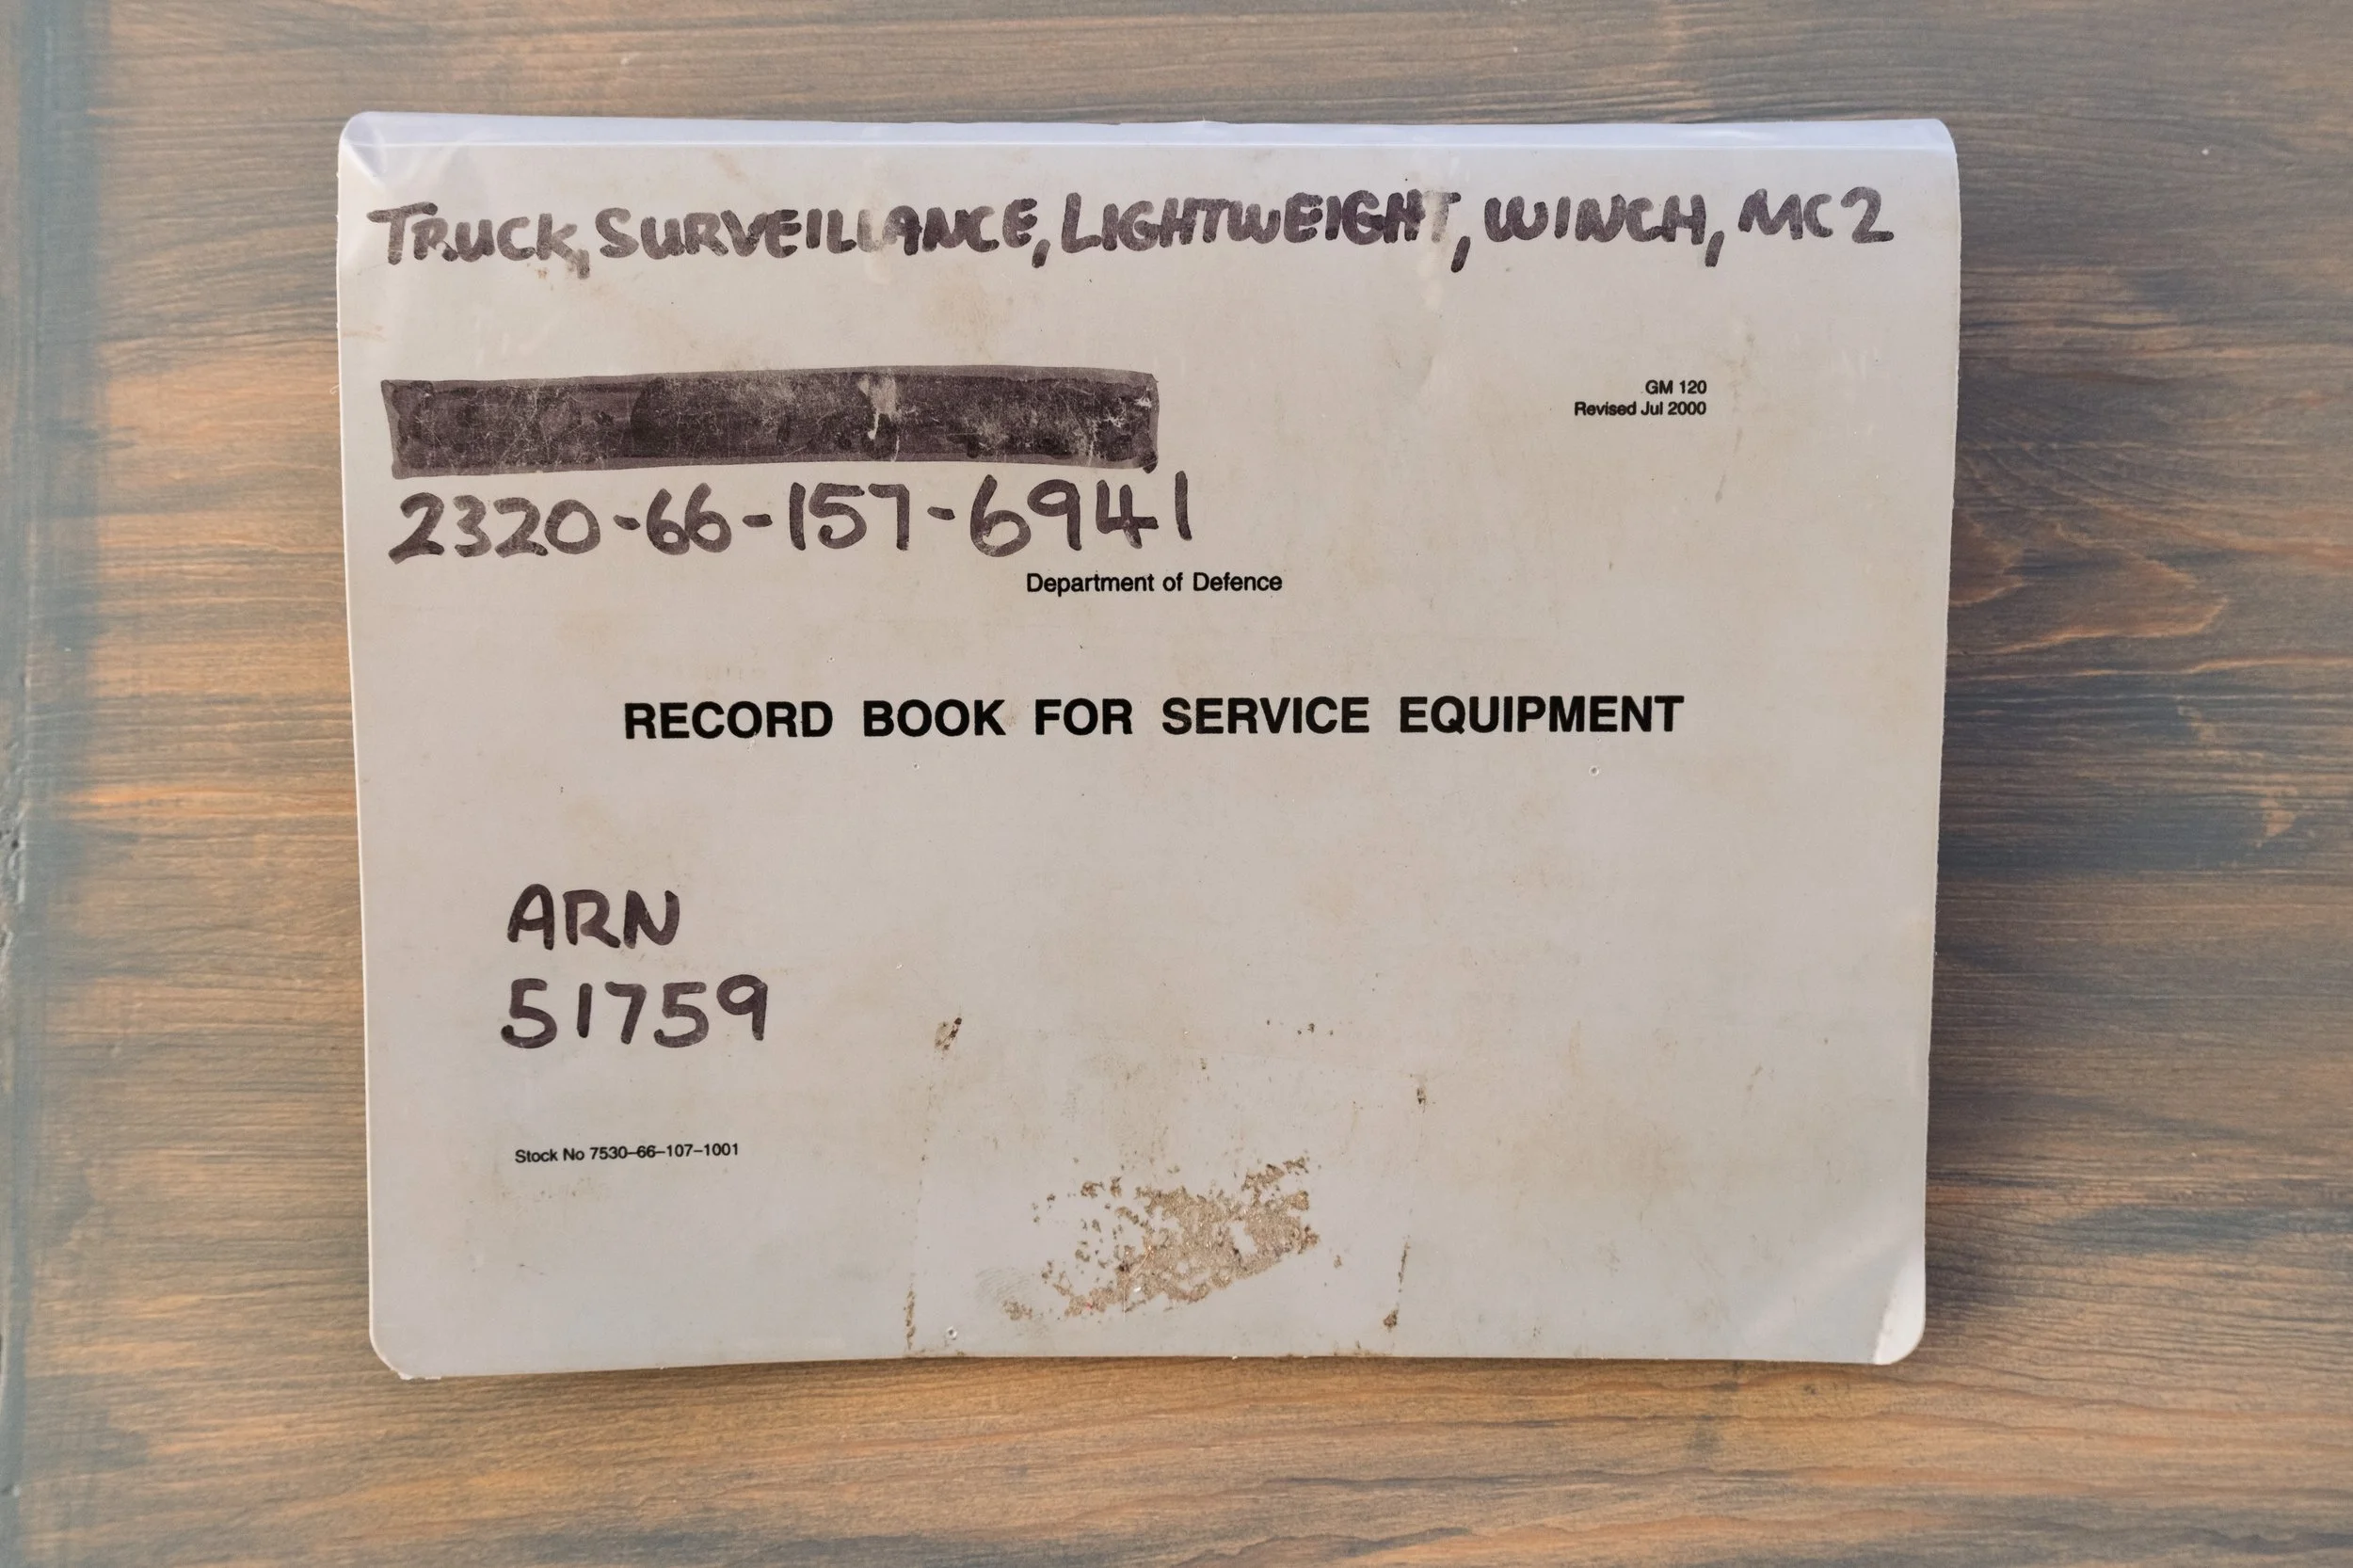 TRUCK, SURVEILLANCE, LIGHTWEIGHT, WINCH, MC2
GM 120
Revised Jul 2000
2320-66-157-6941
Department of Defence
RECORD BOOK FOR SERVICE EQUIPMENT
ARN
51759
Stock No 7530–66–107–1001